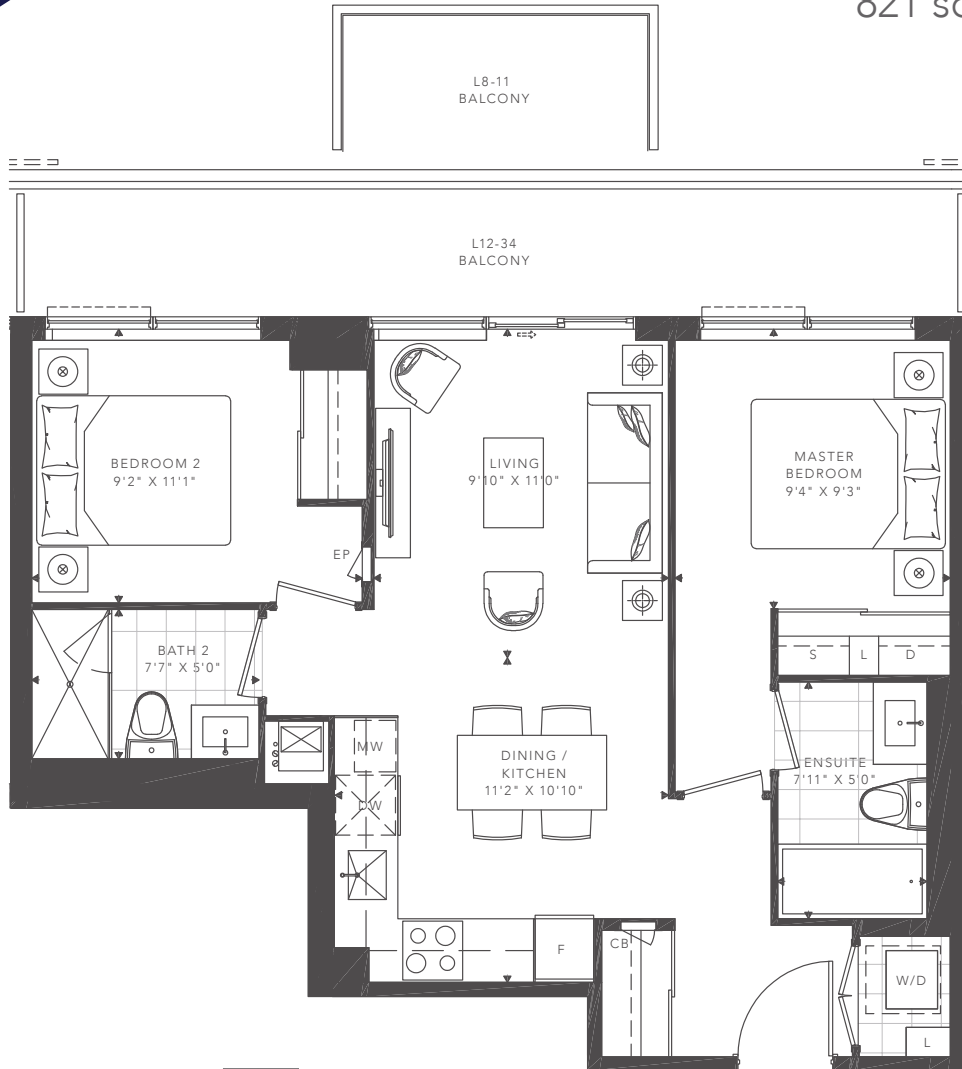 L8-11
BALCONY
L12-34
BALCONY
BEDROOM 2
9'2" X 11'1"
LIVING
9'10" X 11'0"
MASTER
BEDROOM
9'4" X 9'3"
EP
BATH 2
7'7" X 5'0"
S
L
D
MW
DW
DINING /
KITCHEN
11'2" X 10'10"
ENSUITE
7'11" X 5'0"
F
CB
W/D
L